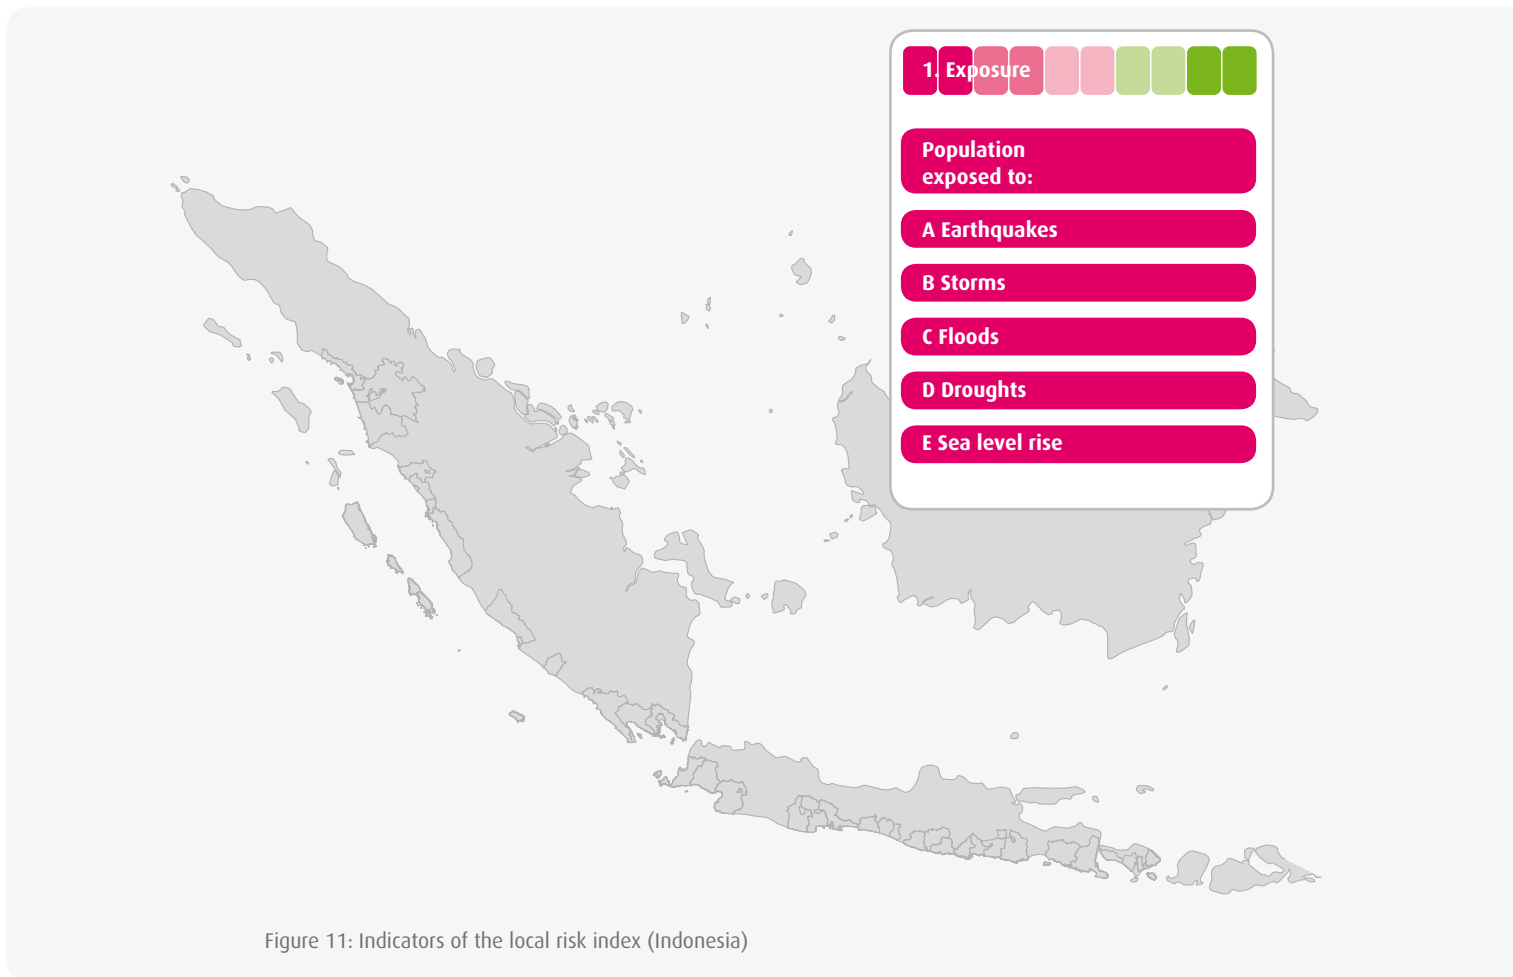 1. Exposure
Population
exposed to:
A Earthquakes
B Storms
C Floods
D Droughts
E Sea level rise
Figure 11: Indicators of the local risk index (Indonesia)